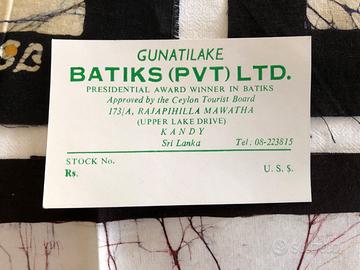 GUNATILAKE
BATIKS (PVT) LTD.
PRESIDENTIAL AWARD WINNER IN BATIKS
Approved by the Ceylon Tourist Board
173/A, RAJAPIHILLA MAWATHA
(UPPER LAKE DRIVE)
KANDY
Sri Lanka Tel: 08-223815
STOCK No.
Rs. U. S. $.
subito